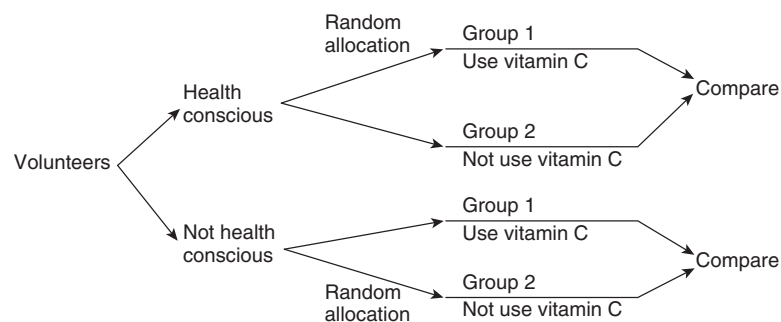 Volunteers
Health
conscious
Random
allocation
Group 1
Use vitamin C
Group 2
Not use vitamin C
Compare
Not health
conscious
Random
allocation
Group 1
Use vitamin C
Group 2
Not use vitamin C
Compare